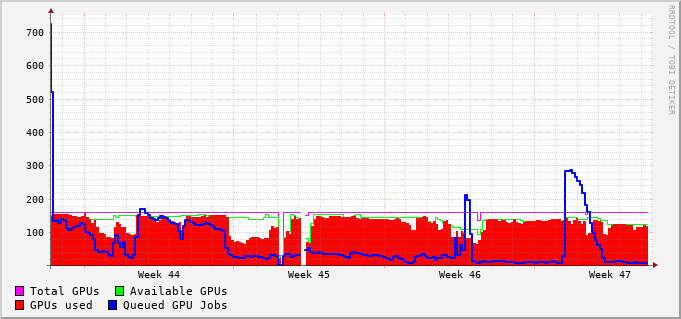 RRDTOOL / TOBI OETIKER
700
600
500
400
300
200
100
Week 44 Week 45 Week 46 Week 47
Total GPUs Available GPUs
GPUs used Queued GPU Jobs